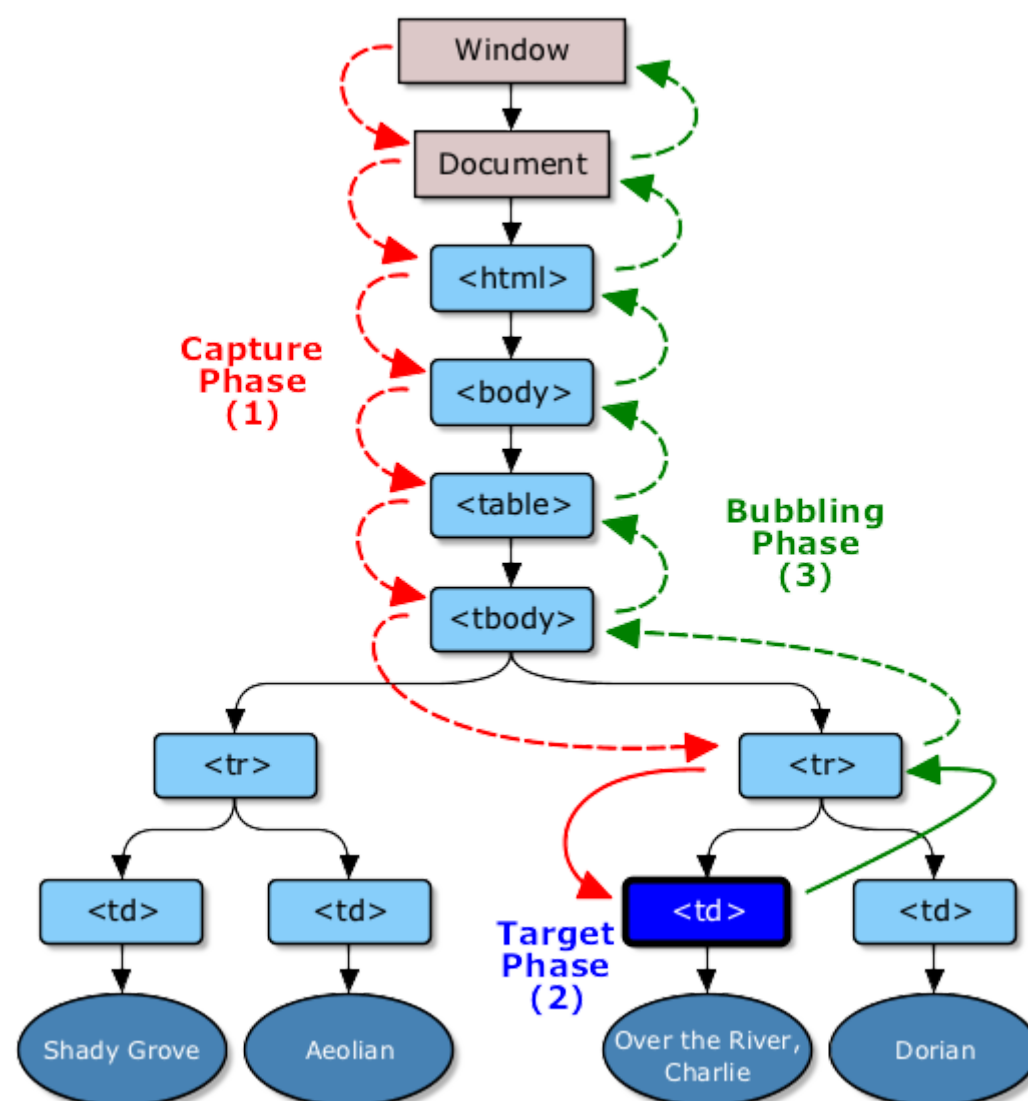 Window
Document
<html>
Capture
Phase
(1)
<body>
<table>
Bubbling
Phase
(3)
<tbody>
<tr>
<tr>
<td>
<td>
<td>
<td>
Target
Phase
(2)
Shady Grove
Aeolian
Over the River,
Charlie
Dorian